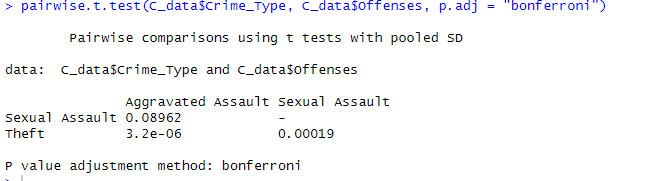 > pairwise.t.test(C_data$Crime_Type, C_data$Offenses, p.adj = "bonferroni")
Pairwise comparisons using t tests with pooled SD
data:  C_data$Crime_Type and C_data$Offenses
Aggravated Assault Sexual Assault
Sexual Assault 0.08962            -
Theft          3.2e-06            0.00019
P value adjustment method: bonferroni
>